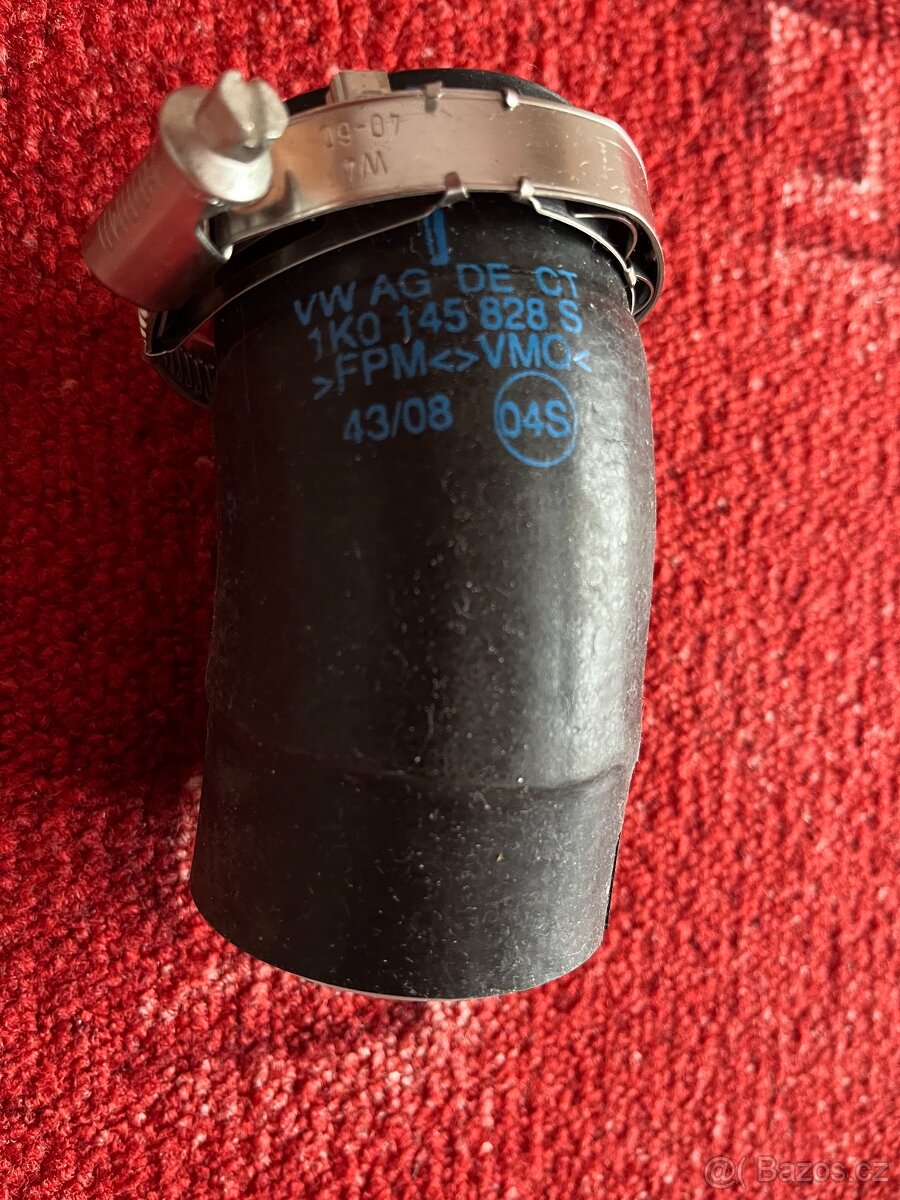 40-60
W4
VW AG DE CT
1K0 145 828 S
>FPM<>VMQ<
43/08 04S
@( Bazos.cz